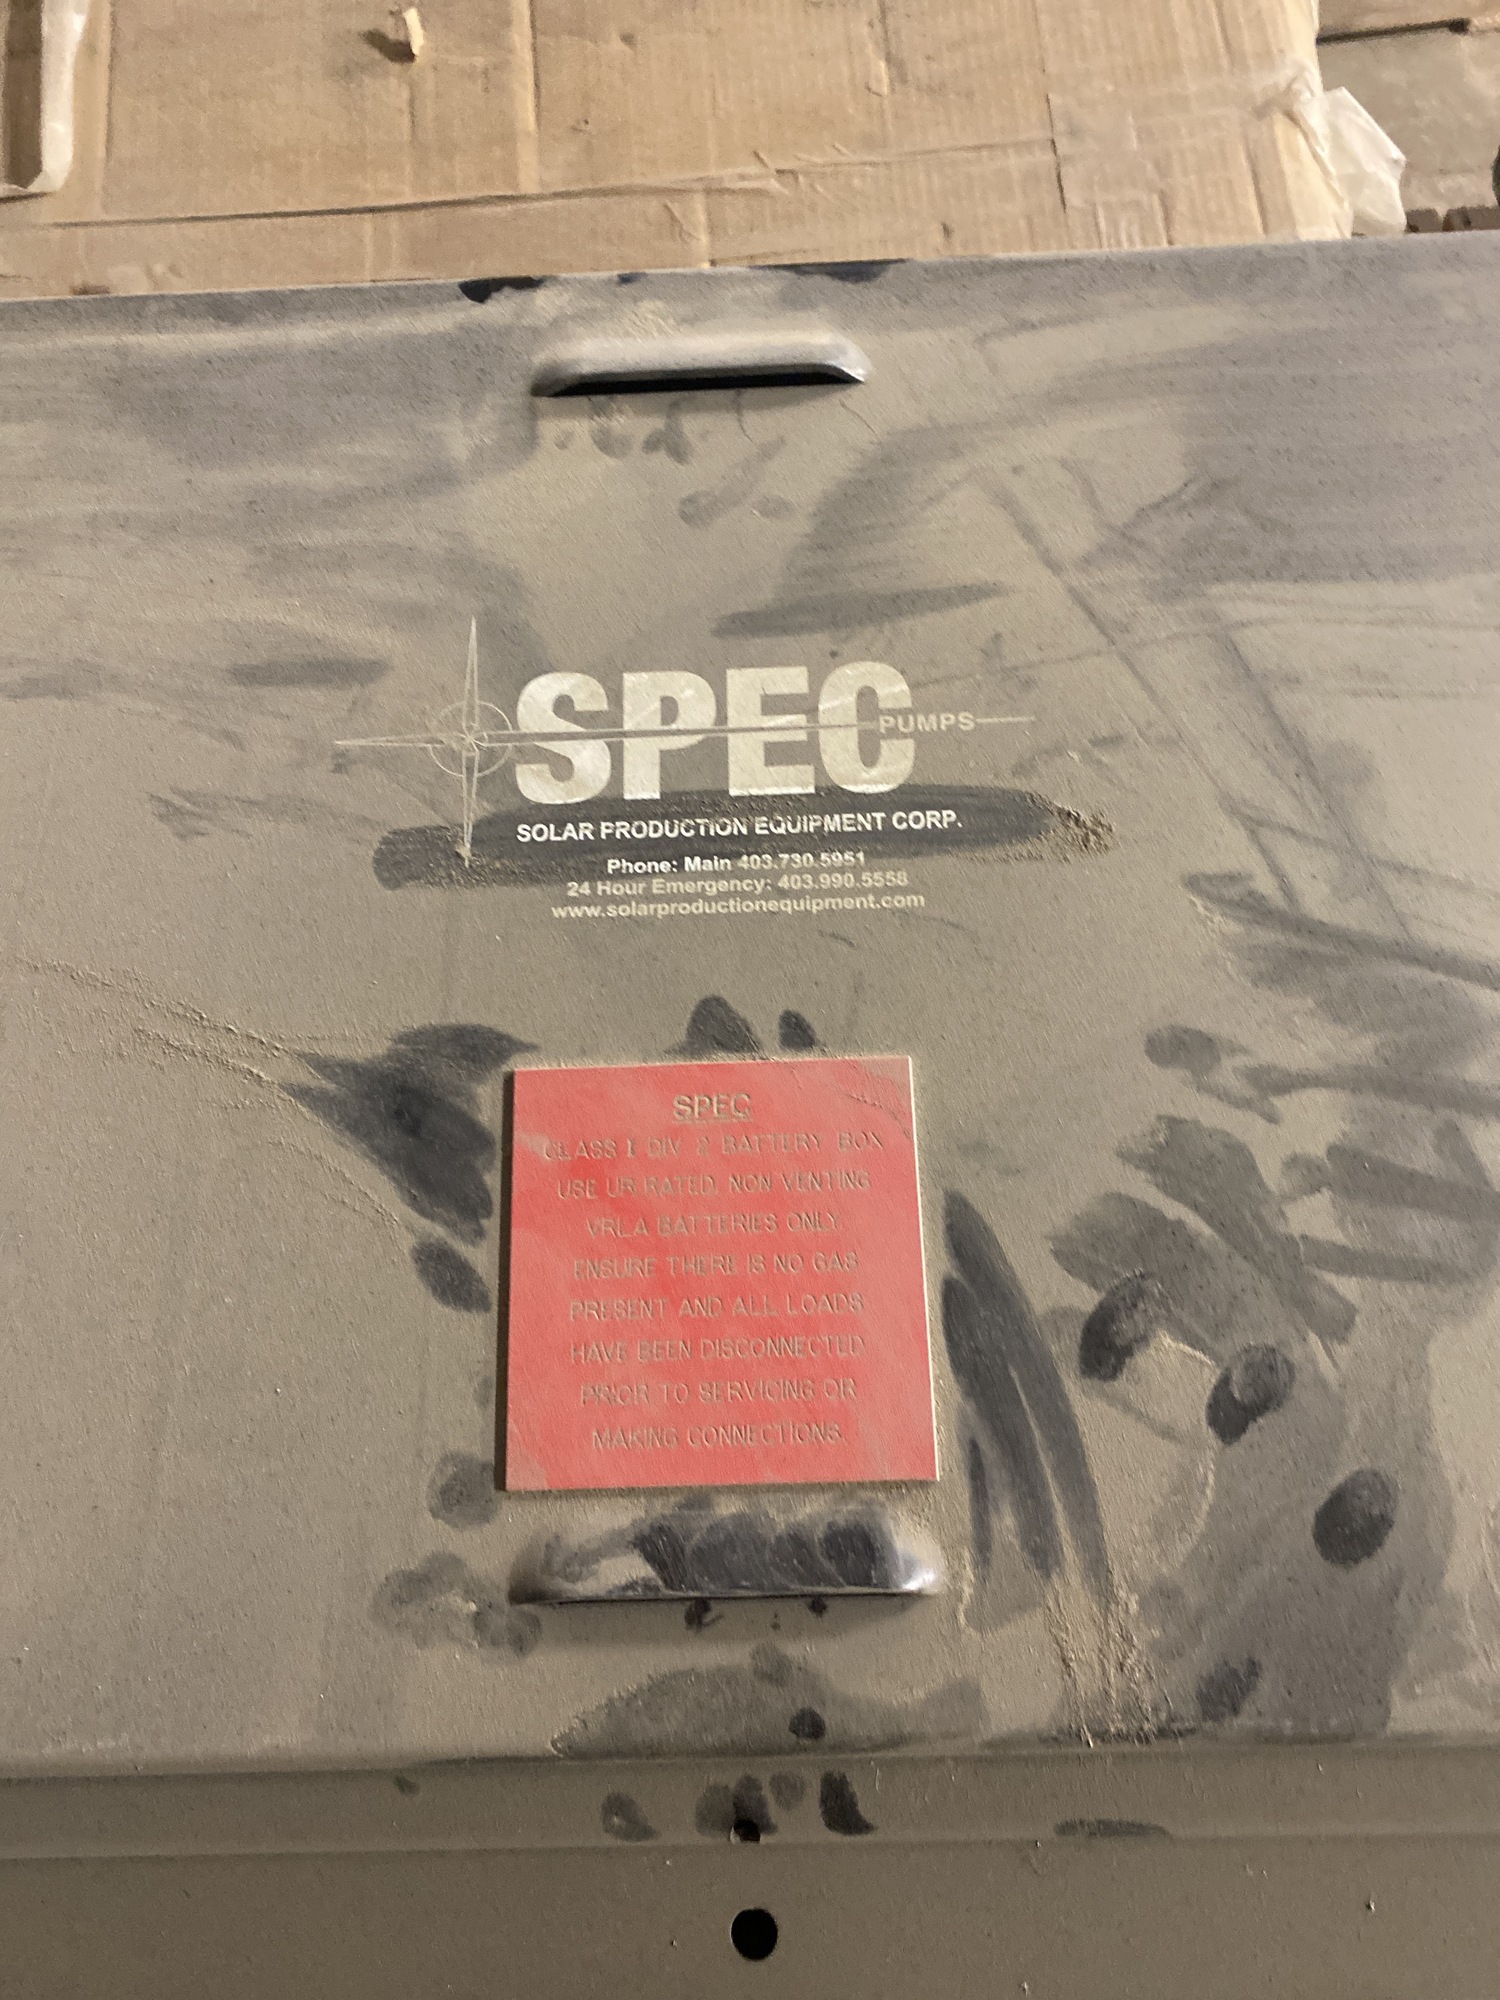 SPEC
PUMPS
SOLAR PRODUCTION EQUIPMENT CORP.
Phone: Main 403.730.5951
24 Hour Emergency: 403.990.5558
www.solarproductionequipment.com
SPEC
CLASS 1 DIV 2 BATTERY BOX
USE UR RATED, NON VENTING
VRLA BATTERIES ONLY.
ENSURE THERE IS NO GAS
PRESENT AND ALL LOADS
HAVE BEEN DISCONNECTED
PRIOR TO SERVICING OR
MAKING CONNECTIONS.